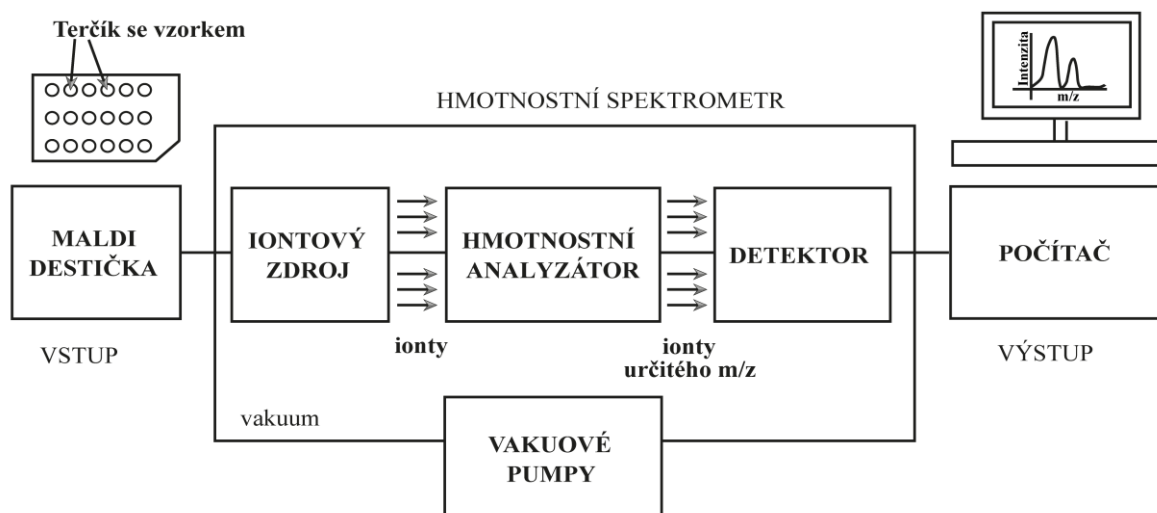 Terčík se vzorkem
Intenzita
m/z
HMOTNOSTNÍ SPEKTROMETR
MALDI
DESTIČKA
IONTOVÝ
ZDROJ
HMOTNOSTNÍ
ANALYZÁTOR
DETEKTOR
POČÍTAČ
VSTUP
ionty
ionty
určitého m/z
VÝSTUP
vakuum
VAKUOVÉ
PUMPY